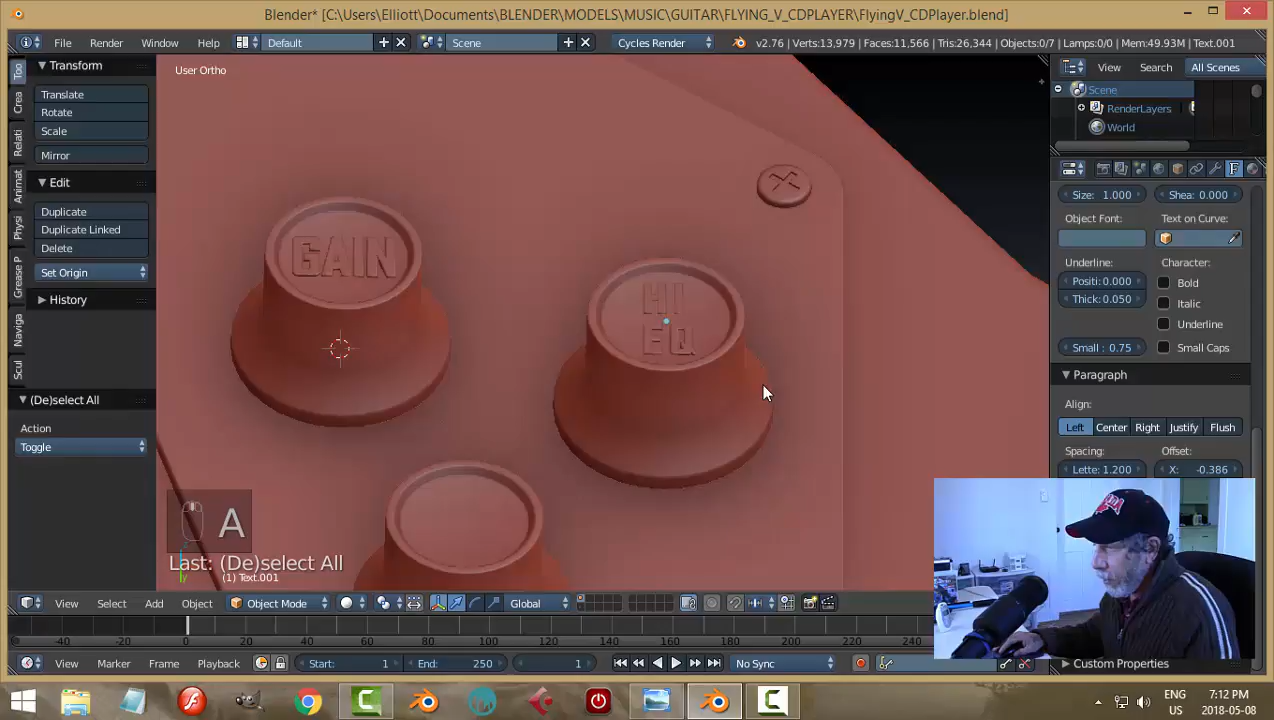 Blender* [C:\Users\Elliott\Documents\BLENDER\MODELS\MUSIC\GUITAR\FLYING_V_CDPLAYER\FlyingV_CDPlayer.blend]
File Render Window Help Default Scene Cycles Render v2.76 | Verts:13,979 | Faces:11,566 | Tris:26,344 | Objects:0/7 | Lamps:0/0 | Mem:49.93M | Text.001
Transform
Translate
Rotate
Scale
Mirror
Edit
Duplicate
Duplicate Linked
Delete
Set Origin
History
(De)select All
Action
Toggle
Too
Crea
Relati
Animat
Physi
Grease P
Naviga
Scul
User Ortho
GAIN
HI
EQ
A
Last: (De)select All
(1) Text.001
View Search All Scenes
Scene
RenderLayers
World
Size: 1.000 Shea: 0.000
Object Font: Text on Curve:
Underline: Character:
Positi: 0.000 Bold
Thick: 0.050 Italic
Underline
Small : 0.75 Small Caps
Paragraph
Align:
Left Center Right Justify Flush
Spacing: Offset:
Lette: 1.200 X: -0.386
Custom Properties
View Select Add Object Object Mode Global
-40 -20 0 20 40 60 80 100 120 140 160 180 200 220 240
View Marker Frame Playback Start: 1 End: 250 1 No Sync
ENG
US
7:12 PM
2018-05-08